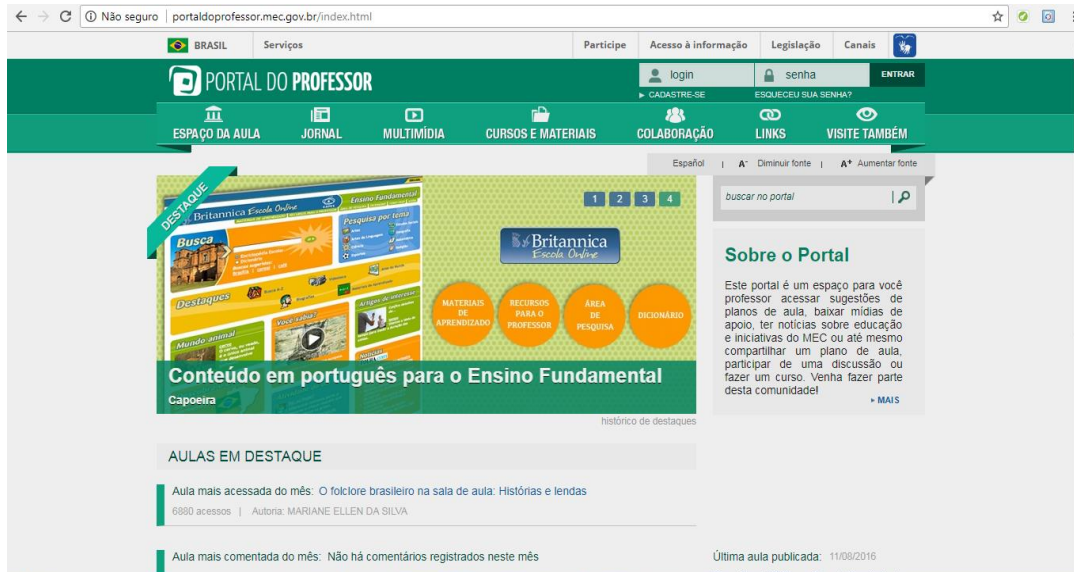 Não seguro | portaldoprofessor.mec.gov.br/index.html
BRASIL Serviços Participe Acesso à informação Legislação Canais
PORTAL DO PROFESSOR
login senha ENTRAR
CADASTRE-SE ESQUECEU SUA SENHA?
ESPAÇO DA AULA JORNAL MULTIMÍDIA CURSOS E MATERIAIS COLABORAÇÃO LINKS VISITE TAMBÉM
Español | A- Diminuir fonte | A+ Aumentar fonte
DESTAQUE
Britannica Escola Online
Ensino Fundamental
Busca
Pesquisa por tema
Destaques
Artigos de interesse
Você sabia?
Mundo animal
1 2 3 4
Britannica
Escola Online
MATERIAIS DE APRENDIZADO
RECURSOS PARA O PROFESSOR
ÁREA DE PESQUISA
DICIONÁRIO
Conteúdo em português para o Ensino Fundamental
Capoeira
histórico de destaques
buscar no portal
Sobre o Portal
Este portal é um espaço para você
professor acessar sugestões de
planos de aula, baixar mídias de
apoio, ter notícias sobre educação
e iniciativas do MEC ou até mesmo
compartilhar um plano de aula,
participar de uma discussão ou
fazer um curso. Venha fazer parte
desta comunidade!
MAIS
AULAS EM DESTAQUE
Aula mais acessada do mês: O folclore brasileiro na sala de aula: Histórias e lendas
6880 acessos | Autoria: MARIANE ELLEN DA SILVA
Aula mais comentada do mês: Não há comentários registrados neste mês
Última aula publicada: 11/08/2016